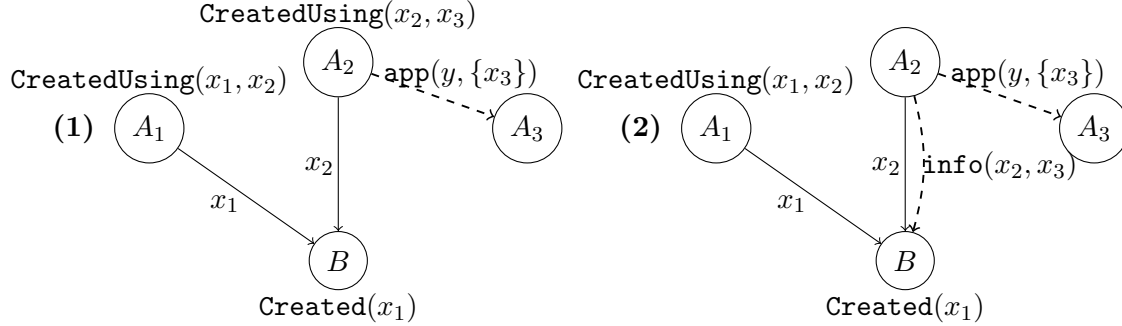 CreatedUsing(x₂, x₃)
A₂
app(y, {x₃})
CreatedUsing(x₁, x₂)
(1)
A₁
A₃
x₂
x₁
B
Created(x₁)
A₂
app(y, {x₃})
CreatedUsing(x₁, x₂)
(2)
A₁
A₃
x₂
info(x₂, x₃)
x₁
B
Created(x₁)